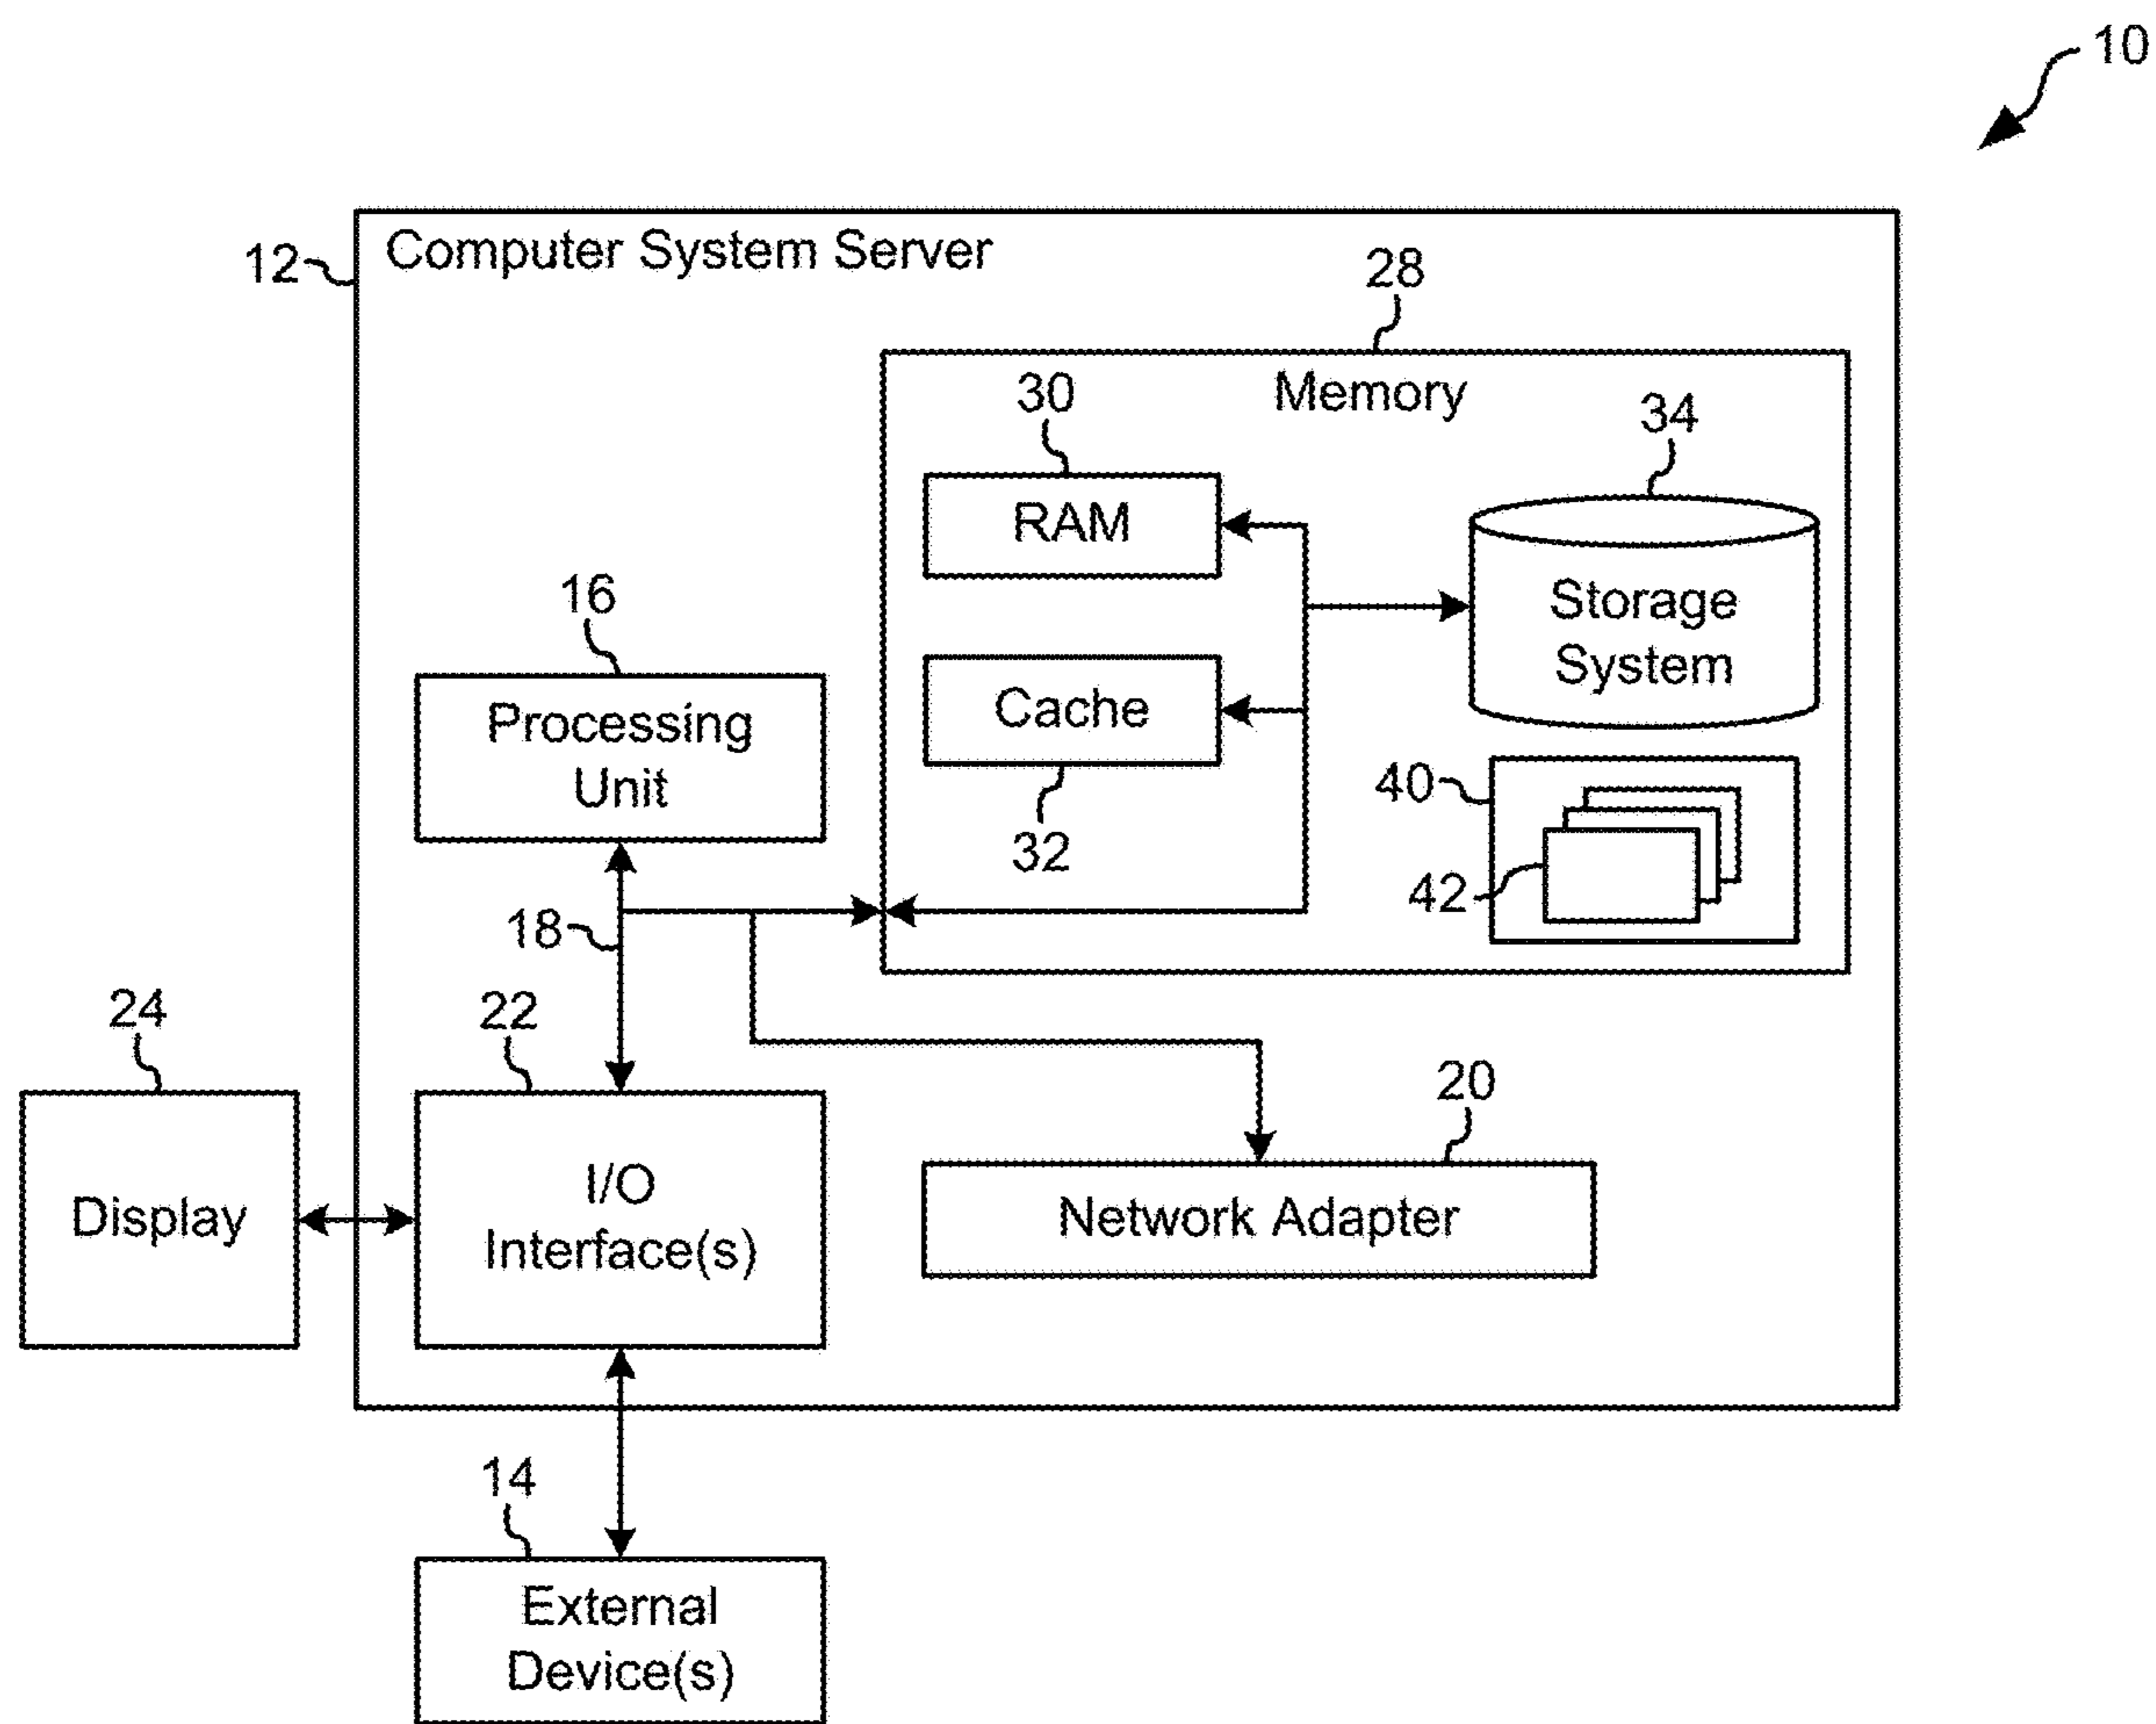 10
12
Computer System Server
28
Memory
30
RAM
34
Storage
System
16
Processing
Unit
Cache
32
40
42
18
24
Display
22
I/O
Interface(s)
20
Network Adapter
14
External
Device(s)